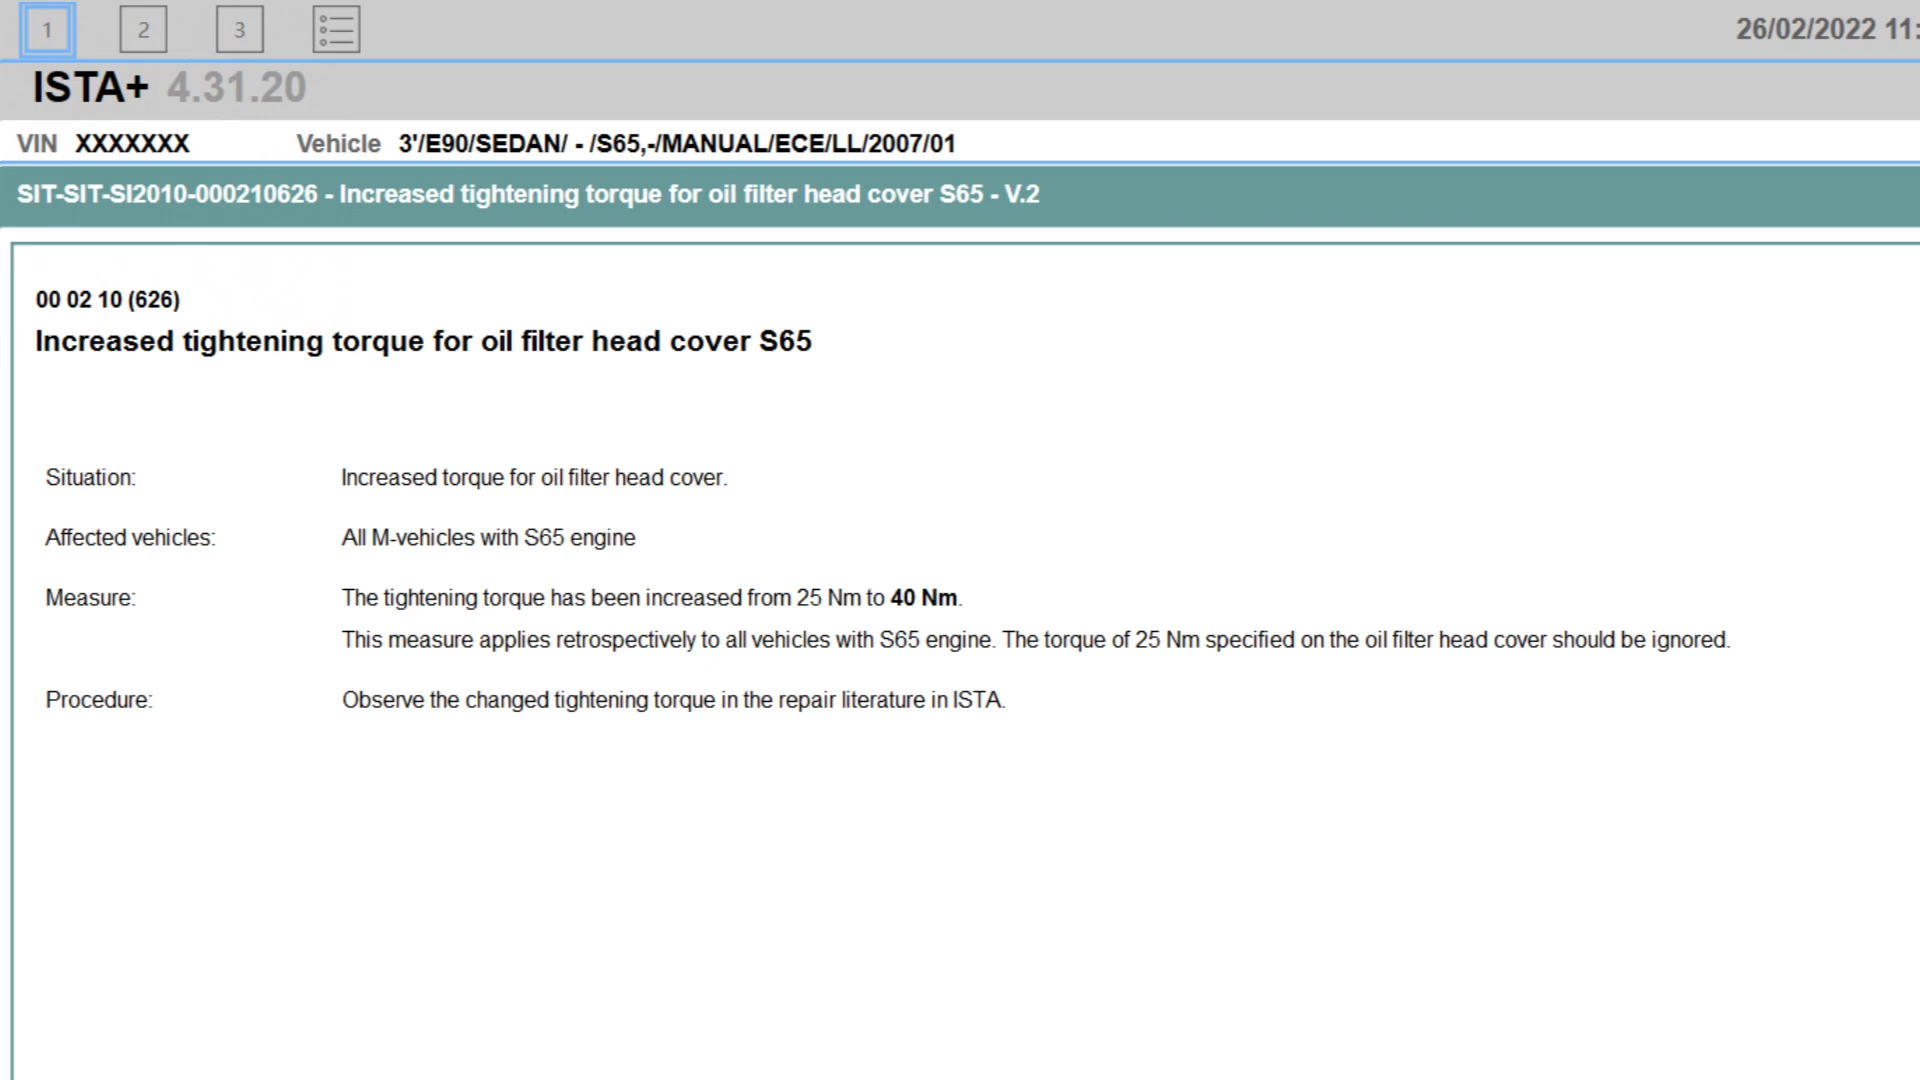 1 2 3 26/02/2022 11:
ISTA+ 4.31.20
VIN XXXXXXX Vehicle 3'/E90/SEDAN/ - /S65,-/MANUAL/ECE/LL/2007/01
SIT-SIT-SI2010-000210626 - Increased tightening torque for oil filter head cover S65 - V.2
00 02 10 (626)
Increased tightening torque for oil filter head cover S65
Situation: Increased torque for oil filter head cover.
Affected vehicles: All M-vehicles with S65 engine
Measure: The tightening torque has been increased from 25 Nm to 40 Nm.
This measure applies retrospectively to all vehicles with S65 engine. The torque of 25 Nm specified on the oil filter head cover should be ignored.
Procedure: Observe the changed tightening torque in the repair literature in ISTA.